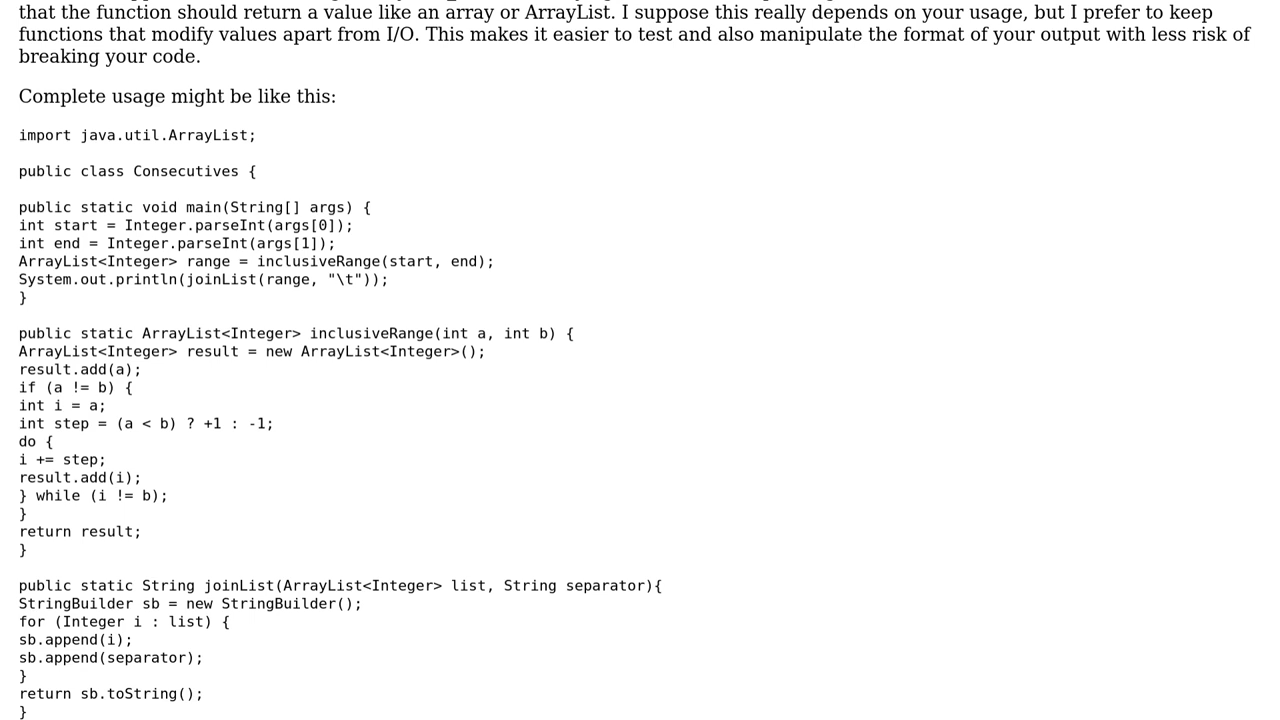 that the function should return a value like an array or ArrayList. I suppose this really depends on your usage, but I prefer to keep
functions that modify values apart from I/O. This makes it easier to test and also manipulate the format of your output with less risk of
breaking your code.
Complete usage might be like this:
import java.util.ArrayList;
public class Consecutives {
public static void main(String[] args) {
int start = Integer.parseInt(args[0]);
int end = Integer.parseInt(args[1]);
ArrayList<Integer> range = inclusiveRange(start, end);
System.out.println(joinList(range, "\t"));
}
public static ArrayList<Integer> inclusiveRange(int a, int b) {
ArrayList<Integer> result = new ArrayList<Integer>();
result.add(a);
if (a != b) {
int i = a;
int step = (a < b) ? +1 : -1;
do {
i += step;
result.add(i);
} while (i != b);
}
return result;
}
public static String joinList(ArrayList<Integer> list, String separator){
StringBuilder sb = new StringBuilder();
for (Integer i : list) {
sb.append(i);
sb.append(separator);
}
return sb.toString();
}